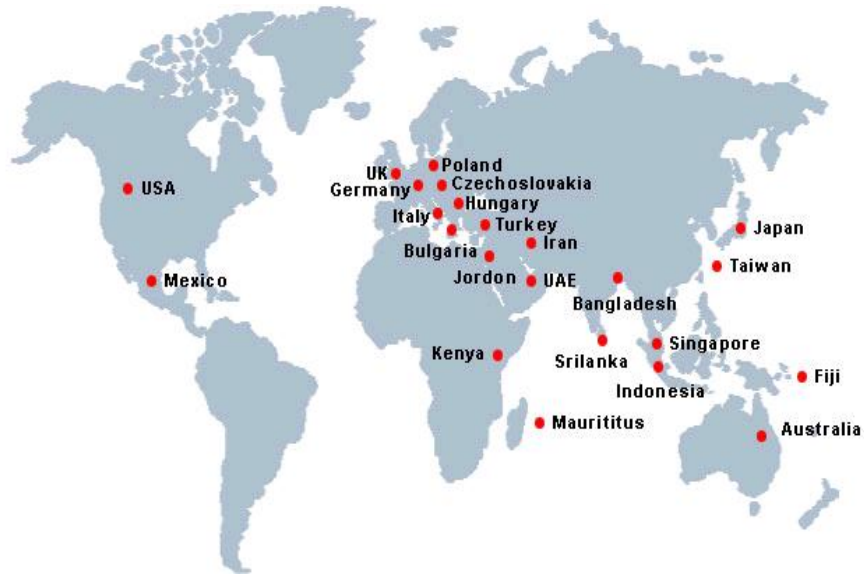 Poland
UK
Germany
Czechoslovakia
USA
Hungary
Italy
Turkey
Japan
Iran
Bulgaria
Taiwan
Jordon
UAE
Mexico
Bangladesh
Singapore
Kenya
Srilanka
Fiji
Indonesia
Maurititus
Australia